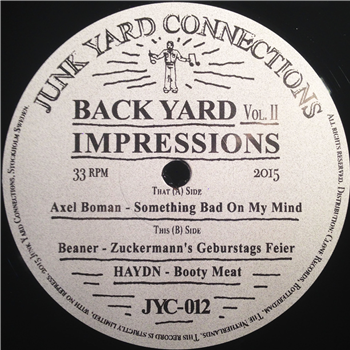 JUNK YARD CONNECTIONS
BACK YARD VOL. II
IMPRESSIONS
33 RPM 2015
THAT (A) SIDE
Axel Boman - Something Bad On My Mind
THIS (B) SIDE
Beaner - Zuckermann's Geburstags Feier
HAYDN - Booty Meat
JYC-012
ALL RIGHTS RESERVED. DISTRIBUTION: CLONE RECORDS, ROTTERDAM, THE NETHERLANDS. THIS RECORD IS STRICTLY LIMITED, WITH NO REPRESS. 2015 JUNK YARD CONNECTIONS, STOCKHOLM SWEDEN.